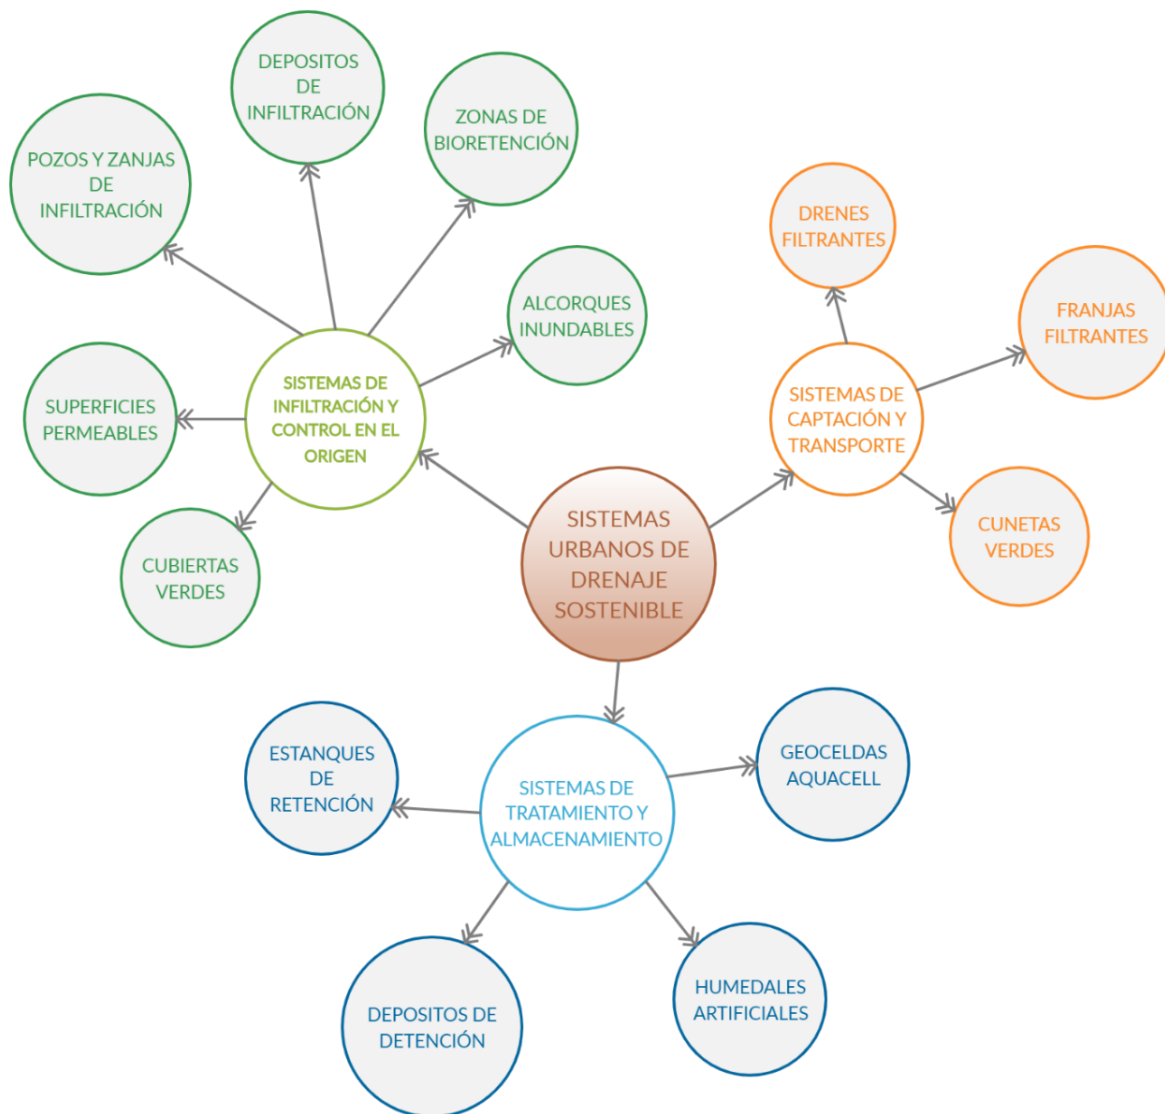 DEPOSITOS
DE
INFILTRACIÓN
ZONAS DE
BIORETENCIÓN
POZOS Y ZANJAS
DE
INFILTRACIÓN
ALCORQUES
INUNDABLES
SUPERFICIES
PERMEABLES
SISTEMAS DE
INFILTRACIÓN Y
CONTROL EN EL
ORIGEN
CUBIERTAS
VERDES
DRENES
FILTRANTES
FRANJAS
FILTRANTES
SISTEMAS DE
CAPTACIÓN Y
TRANSPORTE
CUNETAS
VERDES
SISTEMAS
URBANOS DE
DRENAJE
SOSTENIBLE
ESTANQUES
DE
RETENCIÓN
SISTEMAS DE
TRATAMIENTO Y
ALMACENAMIENTO
GEOCELDAS
AQUACELL
DEPOSITOS DE
DETENCIÓN
HUMEDALES
ARTIFICIALES